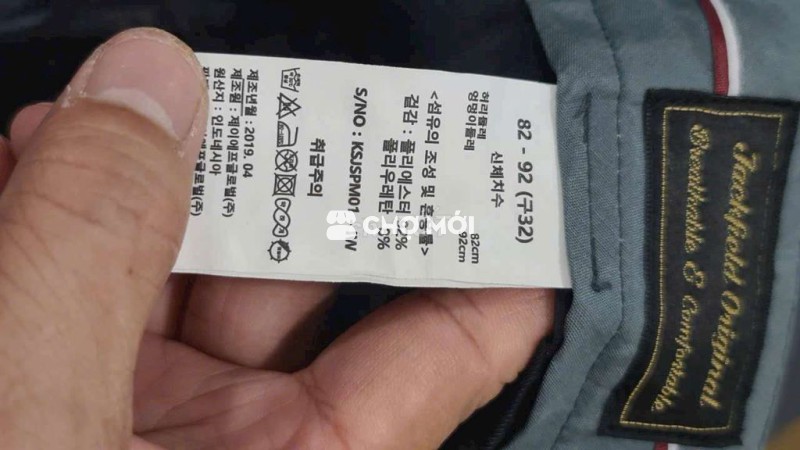 82 - 92 (구32)
신체치수
허리둘레 82cm
엉덩이둘레 92cm
<섬유의 조성 및 혼용률>
겉감 : 폴리에스터
폴리우레탄
S/NO : KSJSPM01
취급주의
제조년월 : 2019. 04
제조원 : 제이에프글로벌(주)
원산지 : 인도네시아
CHỢ MỚI
Jackfield Original
Breathable & Comfortable